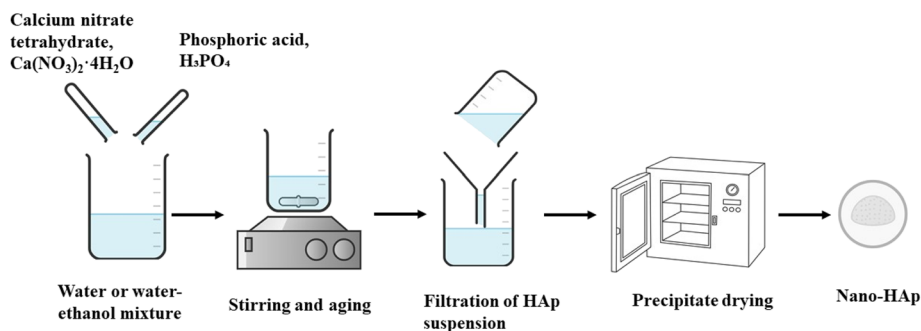 Calcium nitrate
tetrahydrate,
Ca(NO₃)₂·4H₂O
Phosphoric acid,
H₃PO₄
Water or water-
ethanol mixture
Stirring and aging
Filtration of HAp
suspension
Precipitate drying
Nano-HAp